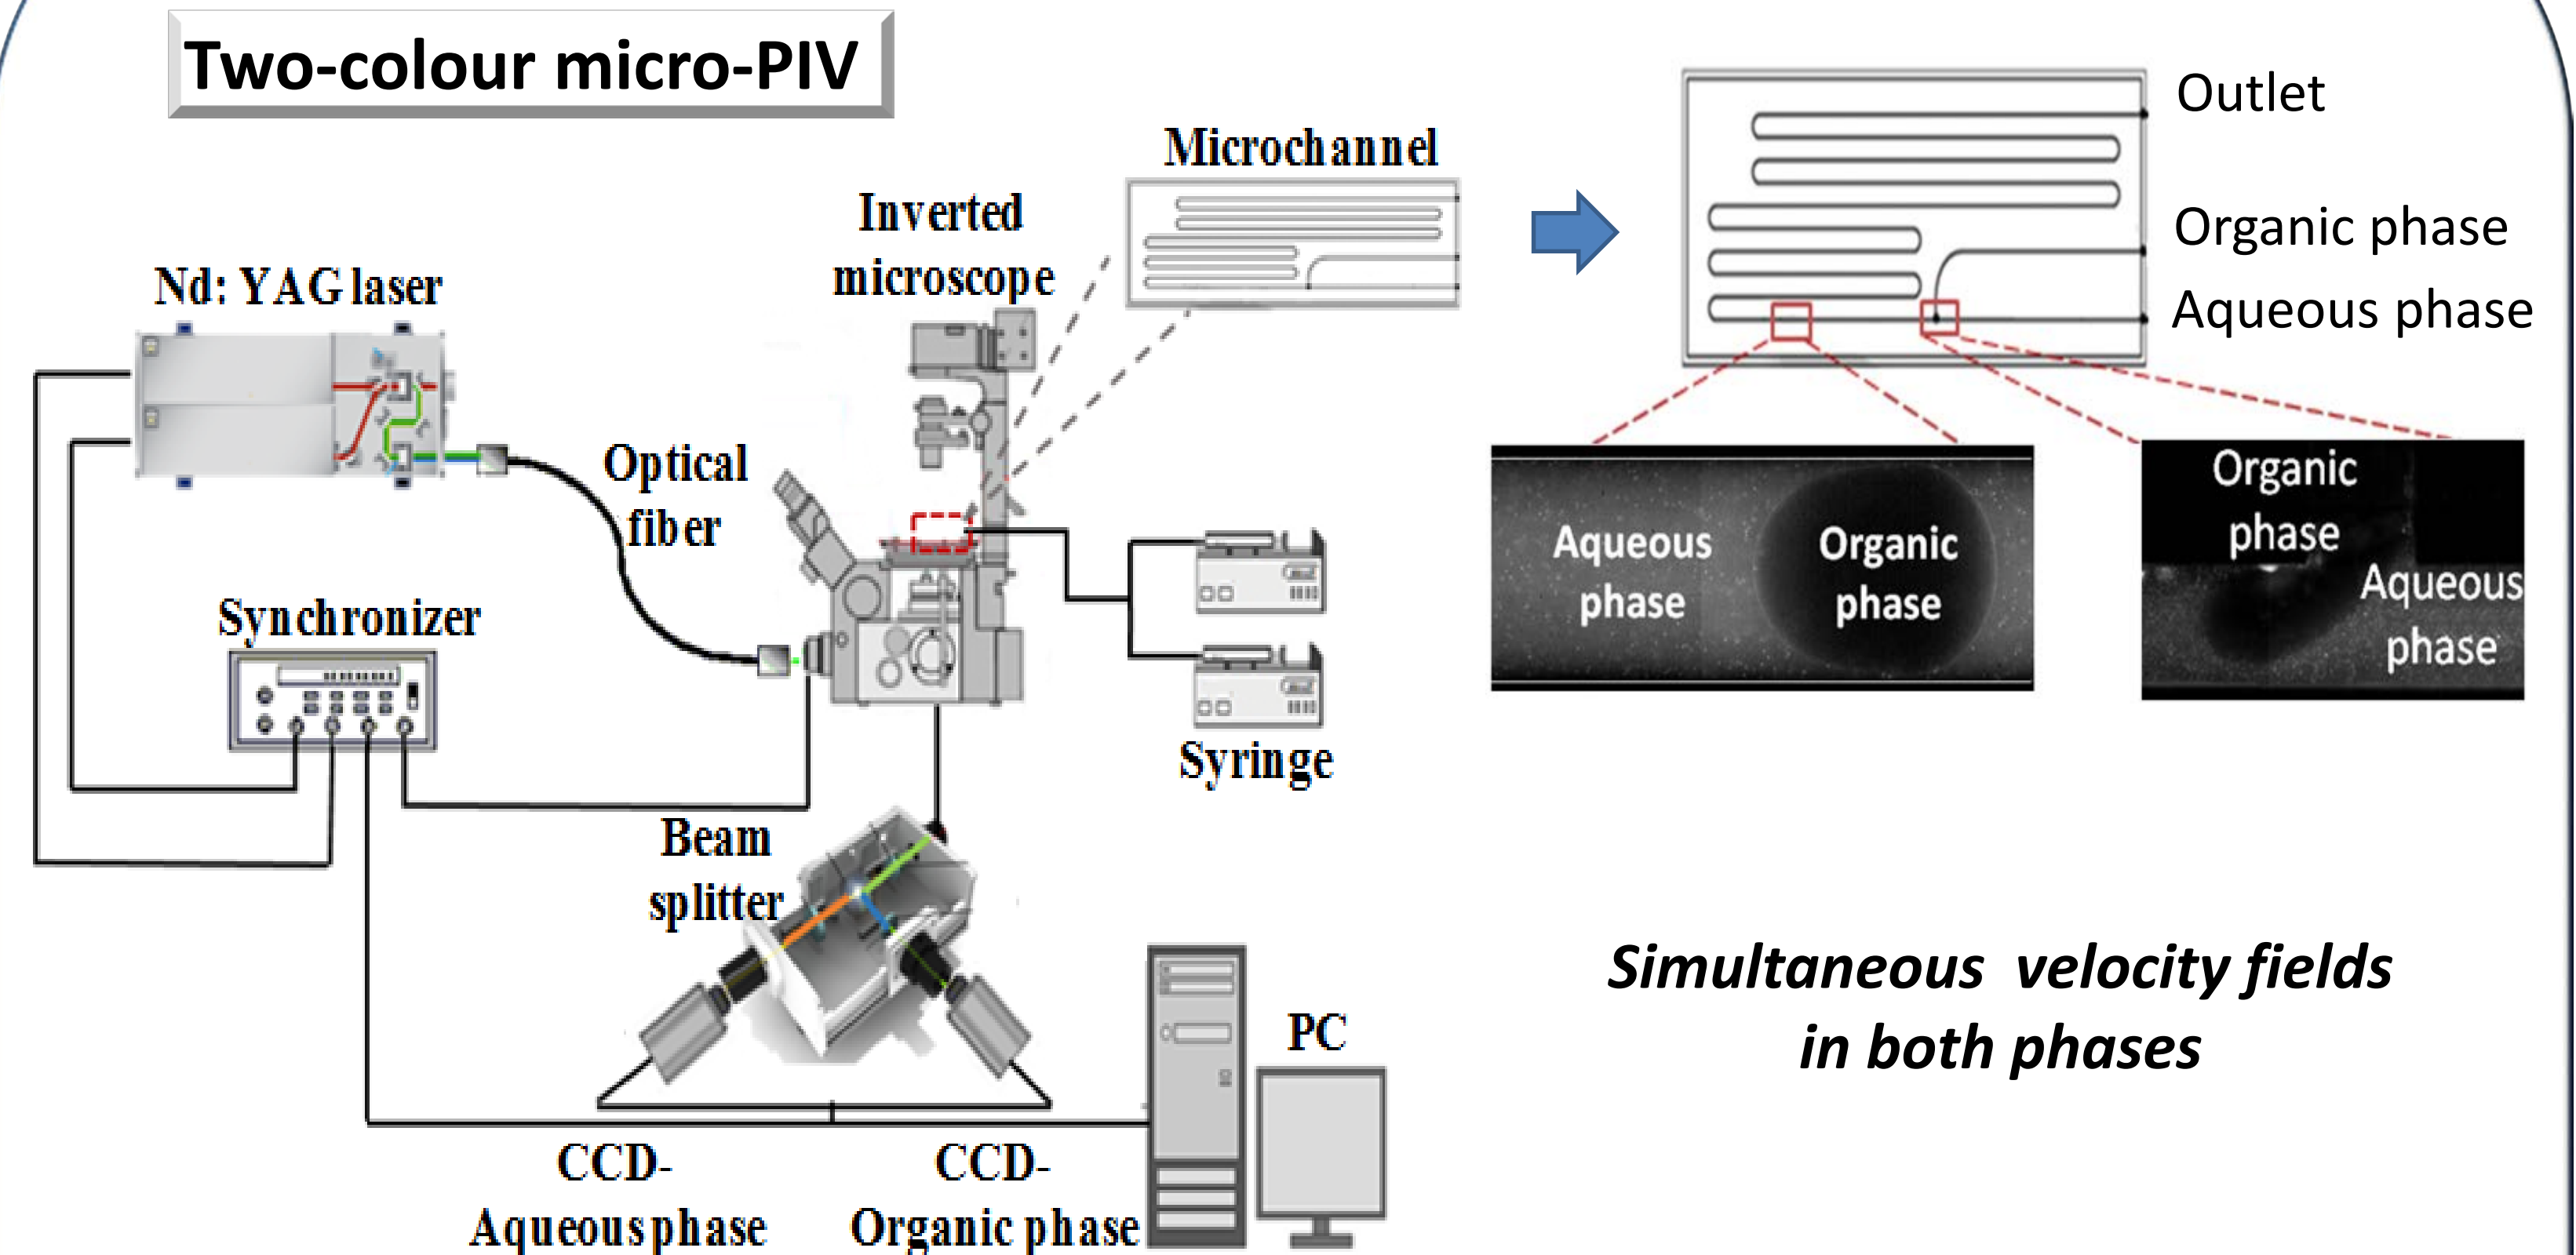 Two-colour micro-PIV
Nd: YAG laser
Optical
fiber
Inverted
microscope
Microchannel
Synchronizer
Syringe
Beam
splitter
CCD-
Aqueous phase
CCD-
Organic phase
PC
Outlet
Organic phase
Aqueous phase
Aqueous
phase
Organic
phase
Organic
phase
Aqueous
phase
Simultaneous velocity fields
in both phases